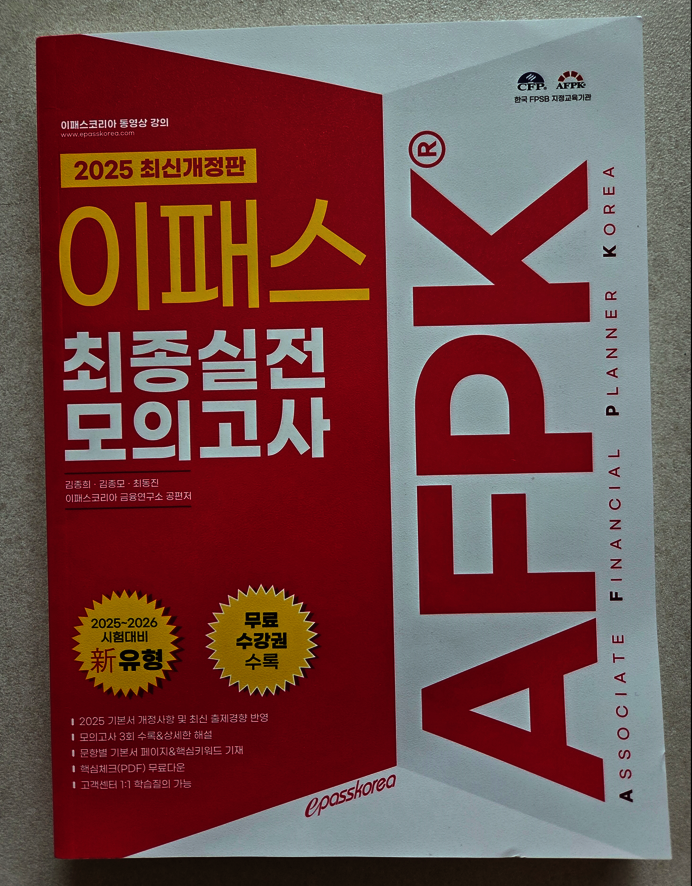 CFP® AFPK®
한국 FPSB 지정교육기관
이패스코리아 동영상 강의
www.epasskorea.com
2025 최신개정판
이패스
최종실전
모의고사
김종희 · 김종모 · 최동진
이패스코리아 금융연구소 공편저
2025~2026
시험대비
新유형
무료
수강권
수록
2025 기본서 개정사항 및 최신 출제경향 반영
모의고사 3회 수록&상세한 해설
문항별 기본서 페이지&핵심키워드 기재
핵심체크(PDF) 무료다운
고객센터 1:1 학습질의 가능
epasskorea
AFPK®
ASSOCIATE FINANCIAL PLANNER KOREA